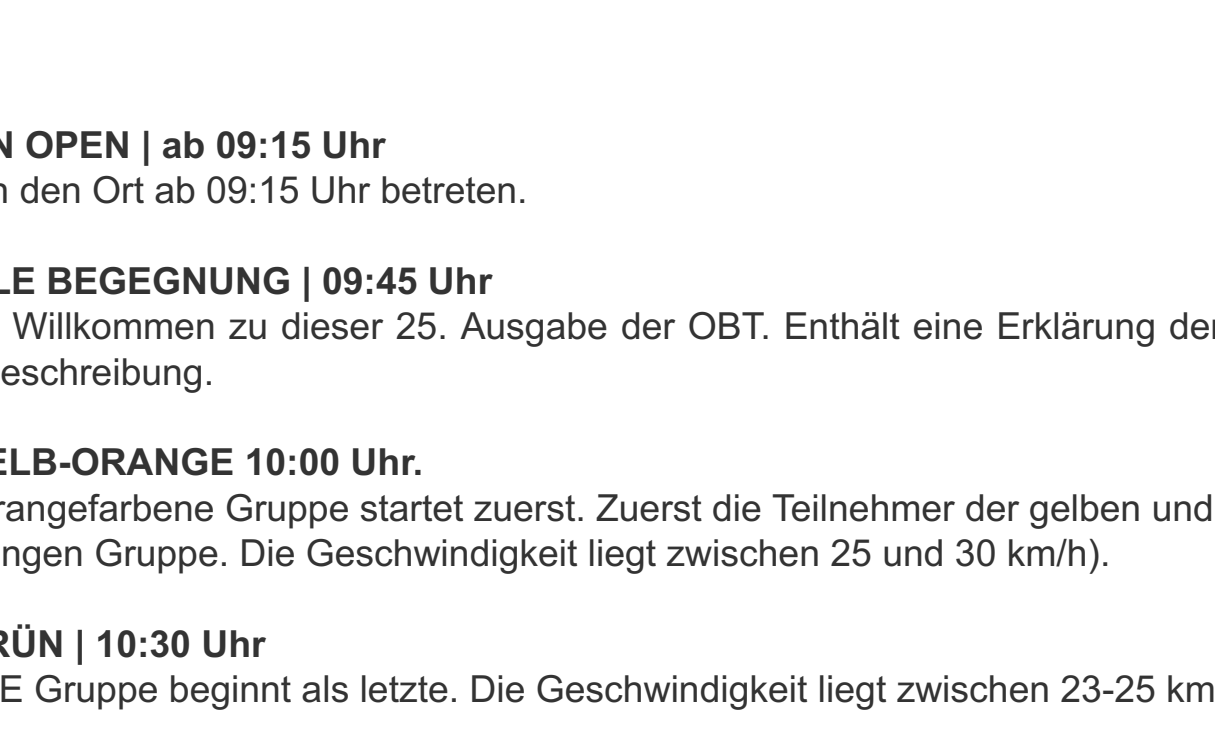 N OPEN | ab 09:15 Uhr
n den Ort ab 09:15 Uhr betreten.
LE BEGEGNUNG | 09:45 Uhr
Willkommen zu dieser 25. Ausgabe der OBT. Enthält eine Erklärung der
eschreibung.
ELB-ORANGE 10:00 Uhr.
rangefarbene Gruppe startet zuerst. Zuerst die Teilnehmer der gelben und
ngen Gruppe. Die Geschwindigkeit liegt zwischen 25 und 30 km/h).
RÜN | 10:30 Uhr
E Gruppe beginnt als letzte. Die Geschwindigkeit liegt zwischen 23-25 km